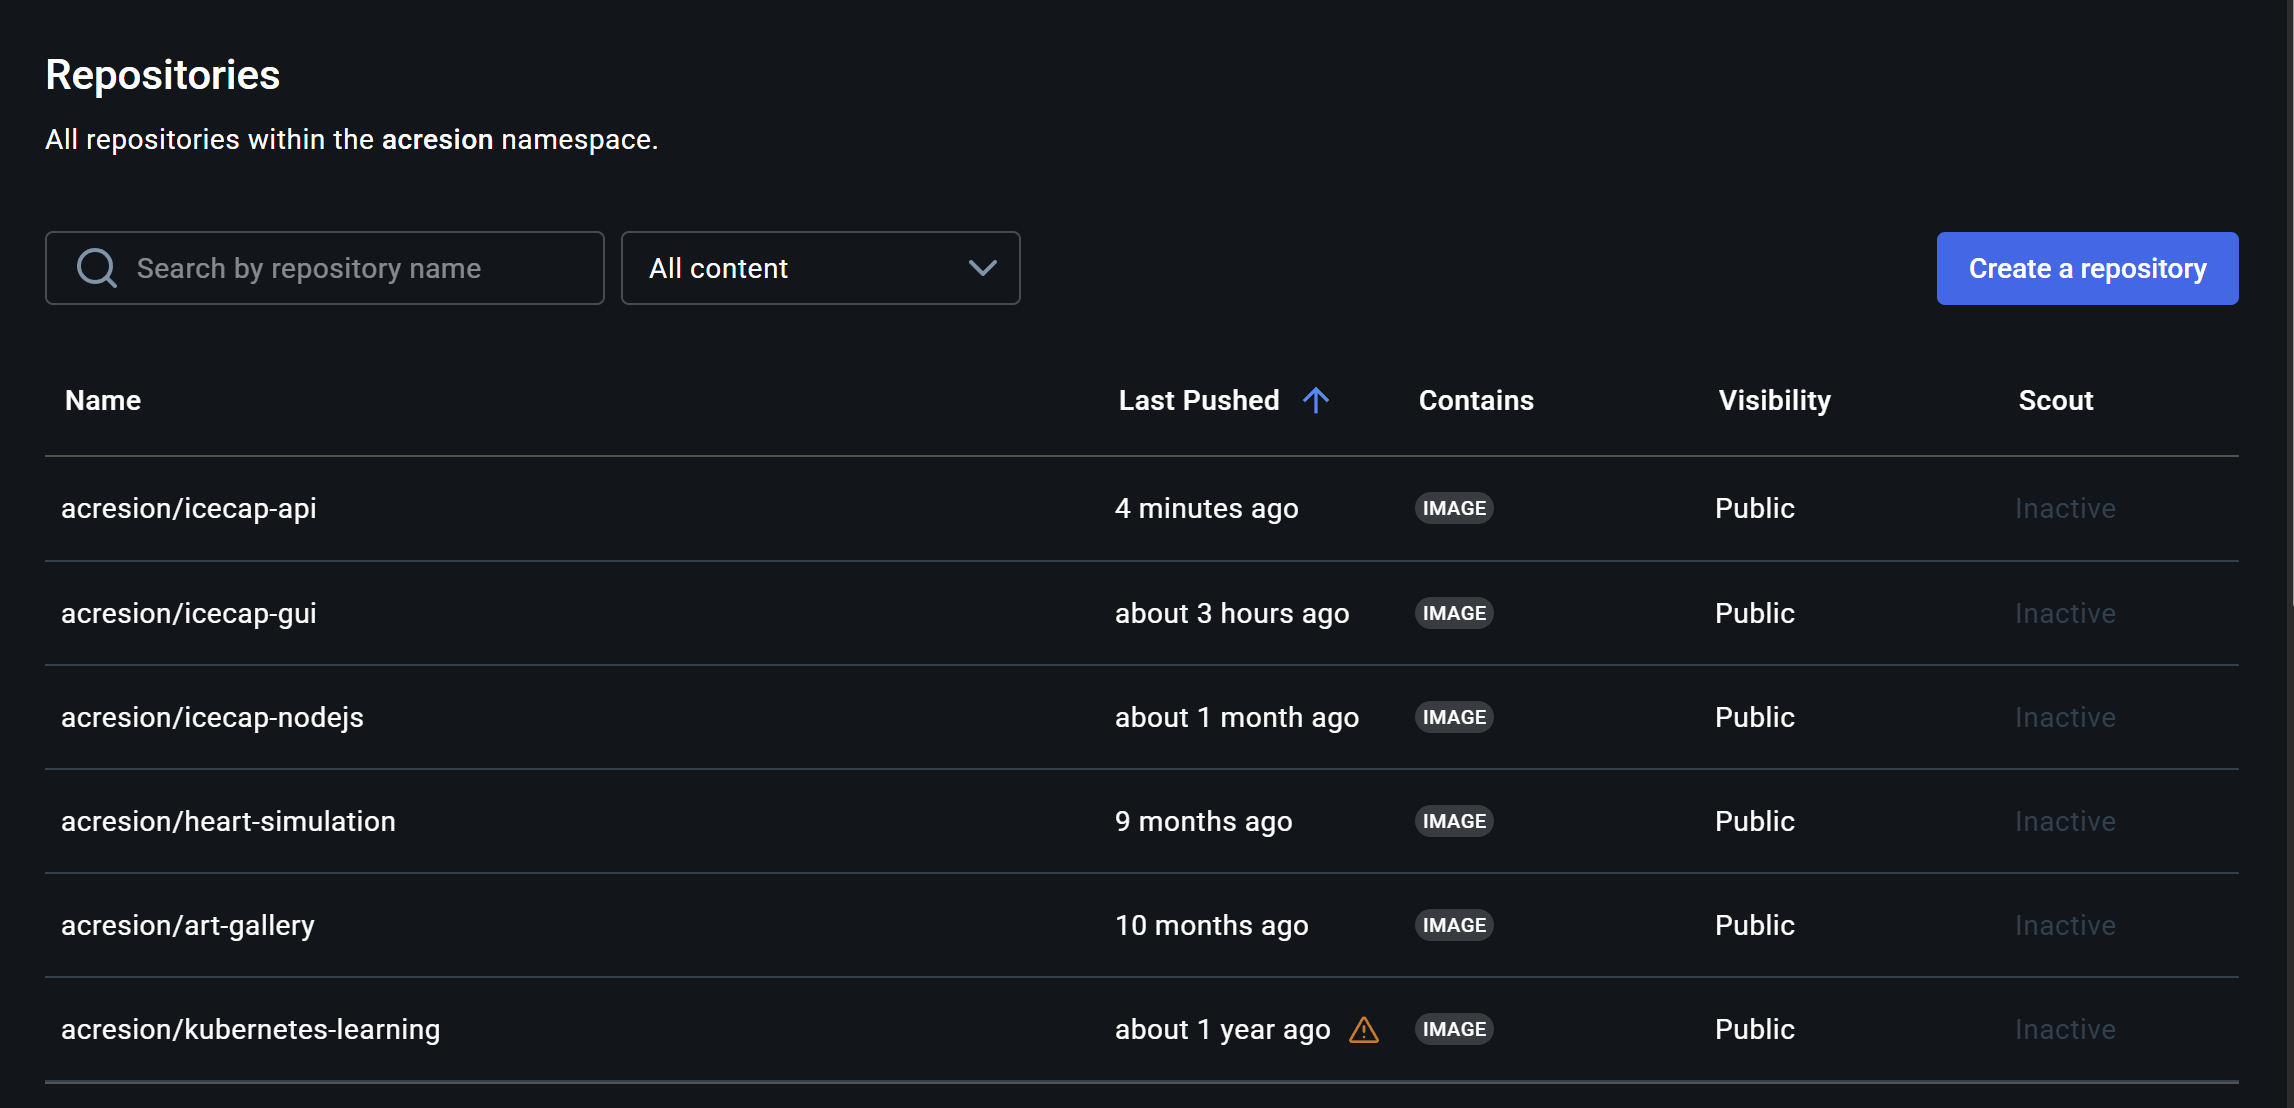 Repositories
All repositories within the acresion namespace.
Search by repository name
All content
Create a repository
Name Last Pushed Contains Visibility Scout
acresion/icecap-api 4 minutes ago IMAGE Public Inactive
acresion/icecap-gui about 3 hours ago IMAGE Public Inactive
acresion/icecap-nodejs about 1 month ago IMAGE Public Inactive
acresion/heart-simulation 9 months ago IMAGE Public Inactive
acresion/art-gallery 10 months ago IMAGE Public Inactive
acresion/kubernetes-learning about 1 year ago IMAGE Public Inactive